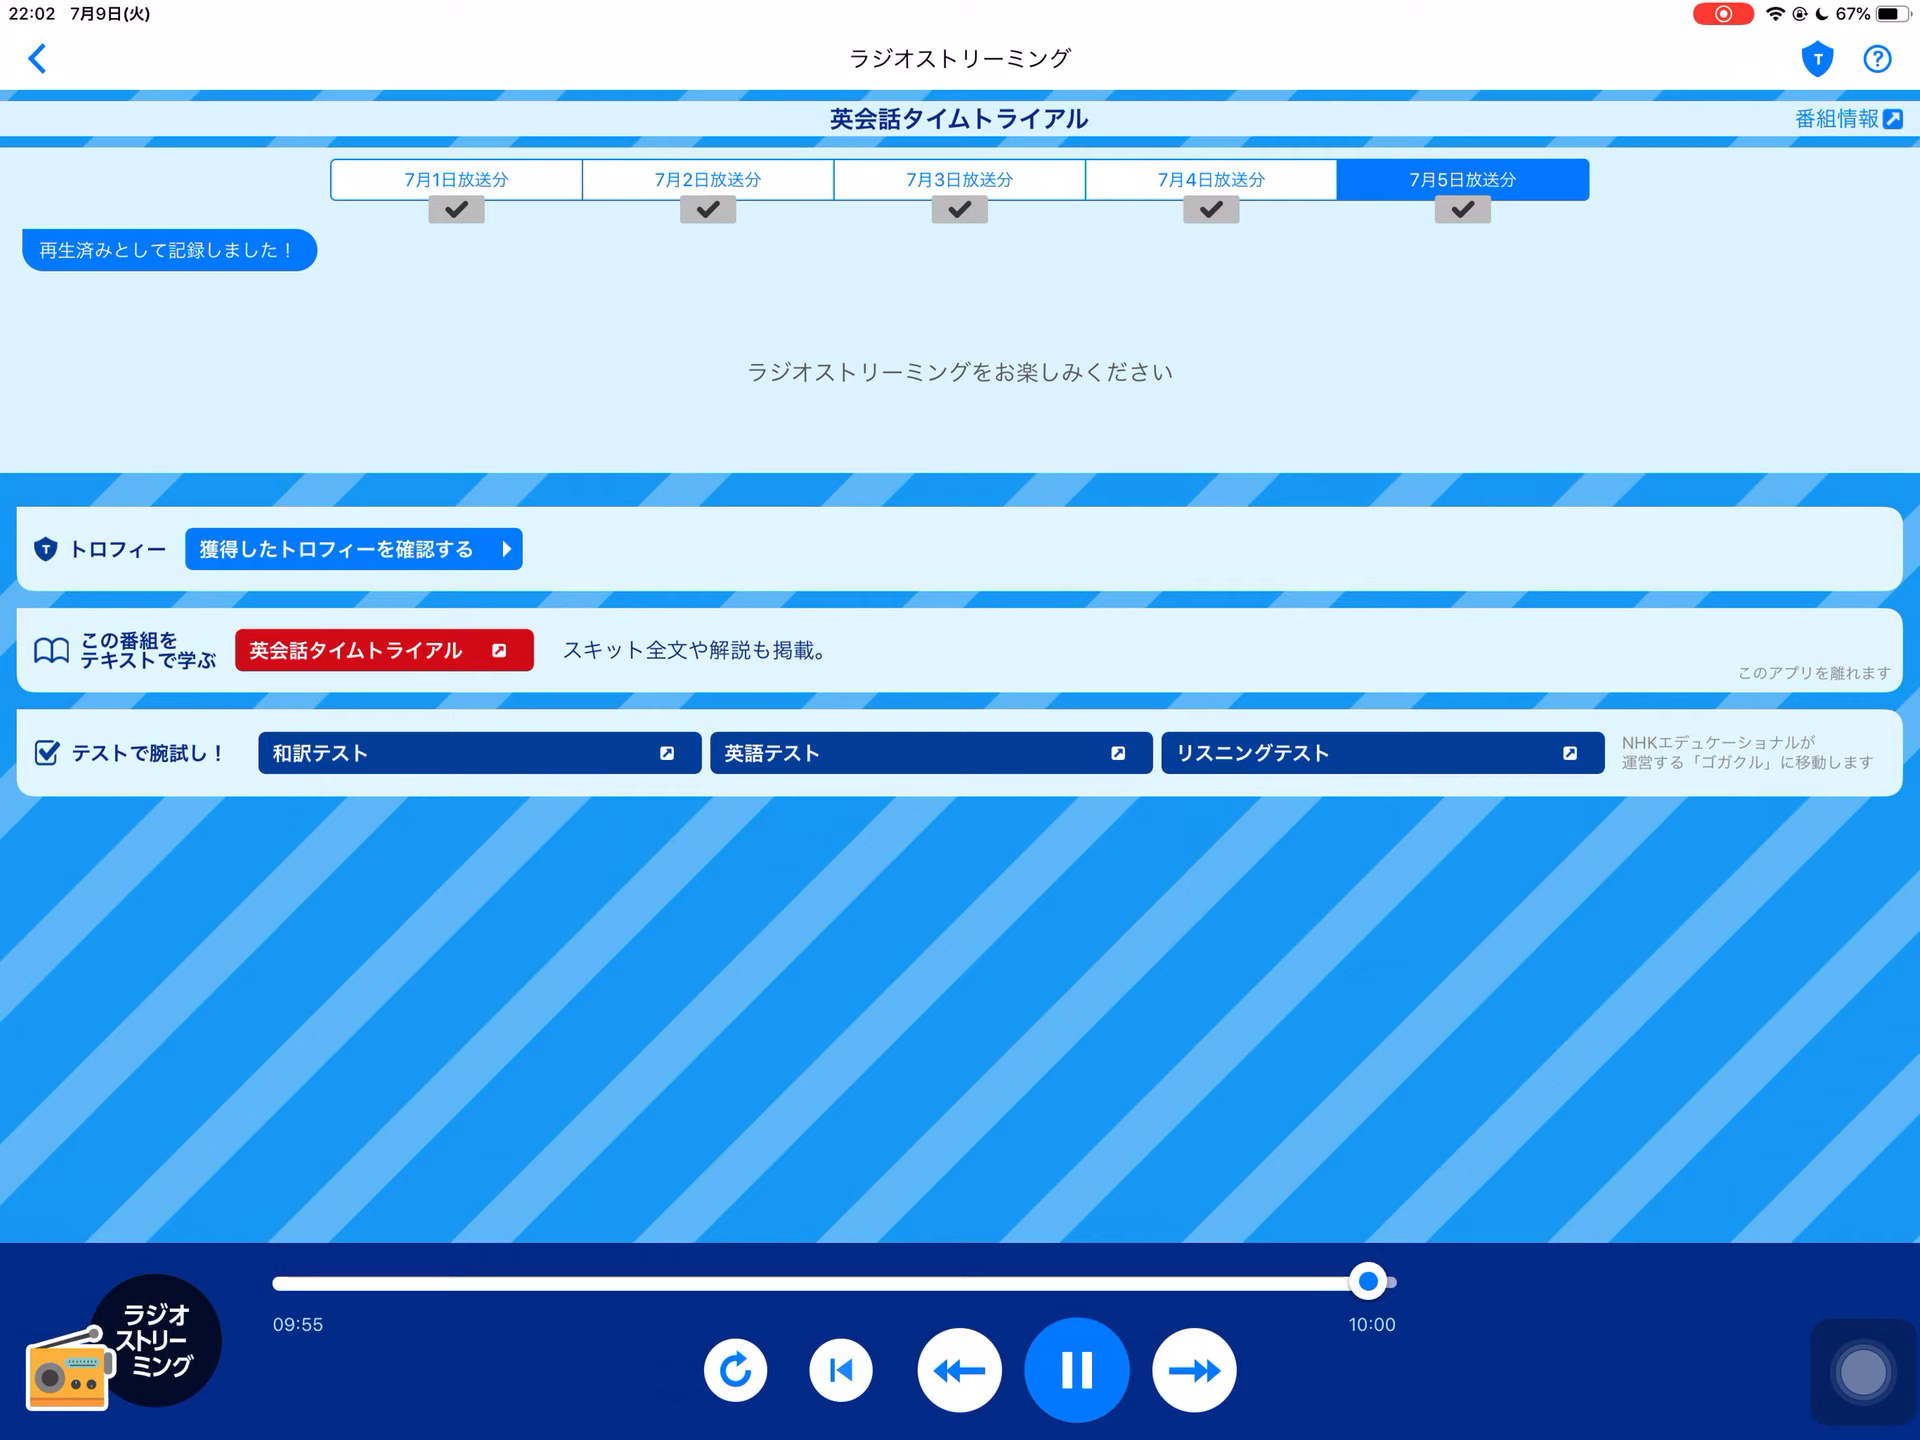 22:02 7月9日(火)
67%
ラジオストリーミング
T
?
英会話タイムトライアル
番組情報
7月1日放送分
7月2日放送分
7月3日放送分
7月4日放送分
7月5日放送分
再生済みとして記録しました！
ラジオストリーミングをお楽しみください
T
トロフィー
獲得したトロフィーを確認する
この番組を
テキストで学ぶ
英会話タイムトライアル
スキット全文や解説も掲載。
このアプリを離れます
テストで腕試し！
和訳テスト
英語テスト
リスニングテスト
NHKエデュケーショナルが
運営する「ゴガクル」に移動します
ラジオ
ストリー
ミング
09:55
10:00